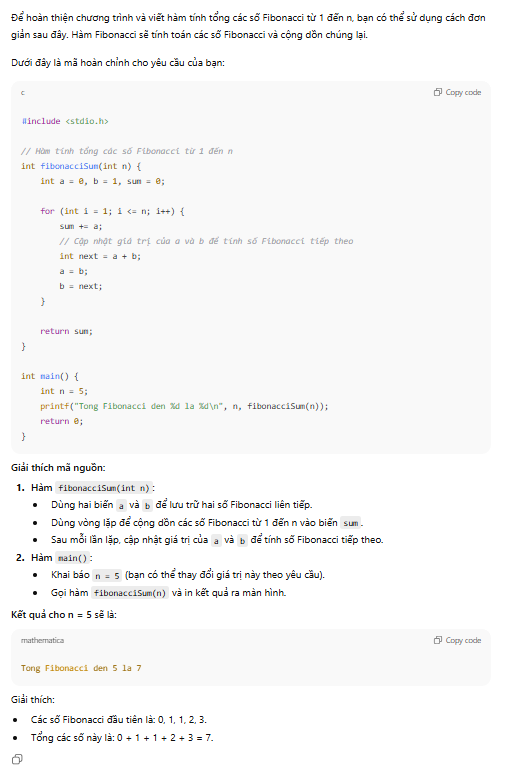 Để hoàn thiện chương trình và viết hàm tính tổng các số Fibonacci từ 1 đến n, bạn có thể sử dụng cách đơn
giản sau đây. Hàm Fibonacci sẽ tính toán các số Fibonacci và cộng dồn chúng lại.
Dưới đây là mã hoàn chỉnh cho yêu cầu của bạn:
c
Copy code
#include <stdio.h>
// Hàm tính tổng các số Fibonacci từ 1 đến n
int fibonacciSum(int n) {
    int a = 0, b = 1, sum = 0;
    for (int i = 1; i <= n; i++) {
        sum += a;
        // Cập nhật giá trị của a và b để tính số Fibonacci tiếp theo
        int next = a + b;
        a = b;
        b = next;
    }
    return sum;
}
int main() {
    int n = 5;
    printf("Tong Fibonacci den %d la %d\n", n, fibonacciSum(n));
    return 0;
}
Giải thích mã nguồn:
1. Hàm fibonacciSum(int n):
• Dùng hai biến a và b để lưu trữ hai số Fibonacci liên tiếp.
• Dùng vòng lặp để cộng dồn các số Fibonacci từ 1 đến n vào biến sum.
• Sau mỗi lần lặp, cập nhật giá trị của a và b để tính số Fibonacci tiếp theo.
2. Hàm main():
• Khai báo n = 5 (bạn có thể thay đổi giá trị này theo yêu cầu).
• Gọi hàm fibonacciSum(n) và in kết quả ra màn hình.
Kết quả cho n = 5 sẽ là:
mathematica
Copy code
Tong Fibonacci den 5 la 7
Giải thích:
• Các số Fibonacci đầu tiên là: 0, 1, 1, 2, 3.
• Tổng các số này là: 0 + 1 + 1 + 2 + 3 = 7.